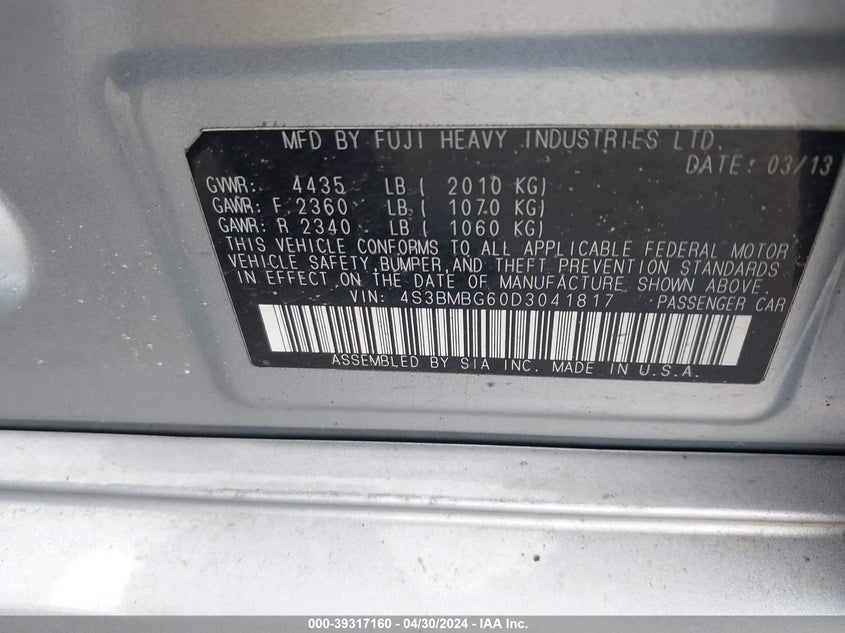 MFD BY FUJI HEAVY INDUSTRIES LTD.
DATE: 03/13
GVWR: 4435 LB ( 2010 KG)
GAWR: F 2360 LB ( 1070 KG)
GAWR: R 2340 LB ( 1060 KG)
THIS VEHICLE CONFORMS TO ALL APPLICABLE FEDERAL MOTOR
VEHICLE SAFETY,BUMPER,AND THEFT PREVENTION STANDARDS
IN EFFECT ON THE DATE OF MANUFACTURE SHOWN ABOVE.
VIN: 4S3BMBG60D3041817 PASSENGER CAR
ASSEMBLED BY SIA INC. MADE IN U.S.A.
000-39317160 - 04/30/2024 - IAA Inc.